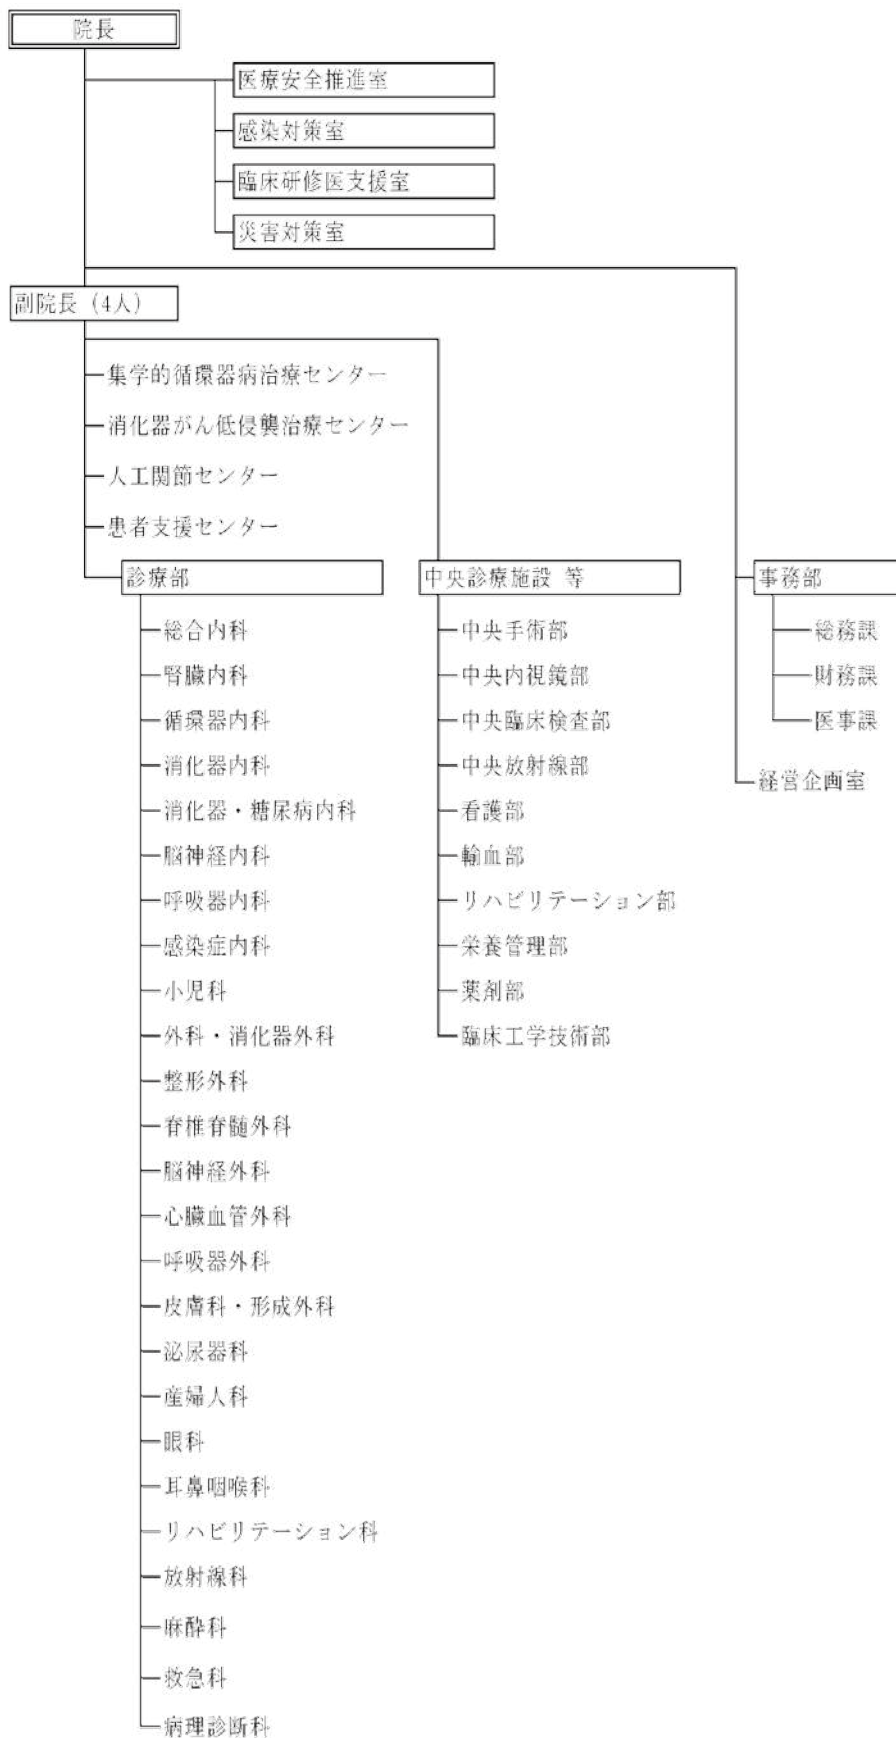 院長
医療安全推進室
感染対策室
臨床研修医支援室
災害対策室
副院長（4人）
集学的循環器病治療センター
消化器がん低侵襲治療センター
人工関節センター
患者支援センター
診療部
総合内科
腎臓内科
循環器内科
消化器内科
消化器・糖尿病内科
脳神経内科
呼吸器内科
感染症内科
小児科
外科・消化器外科
整形外科
脊椎脊髄外科
脳神経外科
心臓血管外科
呼吸器外科
皮膚科・形成外科
泌尿器科
産婦人科
眼科
耳鼻咽喉科
リハビリテーション科
放射線科
麻酔科
救急科
病理診断科
中央診療施設 等
中央手術部
中央内視鏡部
中央臨床検査部
中央放射線部
看護部
輸血部
リハビリテーション部
栄養管理部
薬剤部
臨床工学技術部
事務部
総務課
財務課
医事課
経営企画室